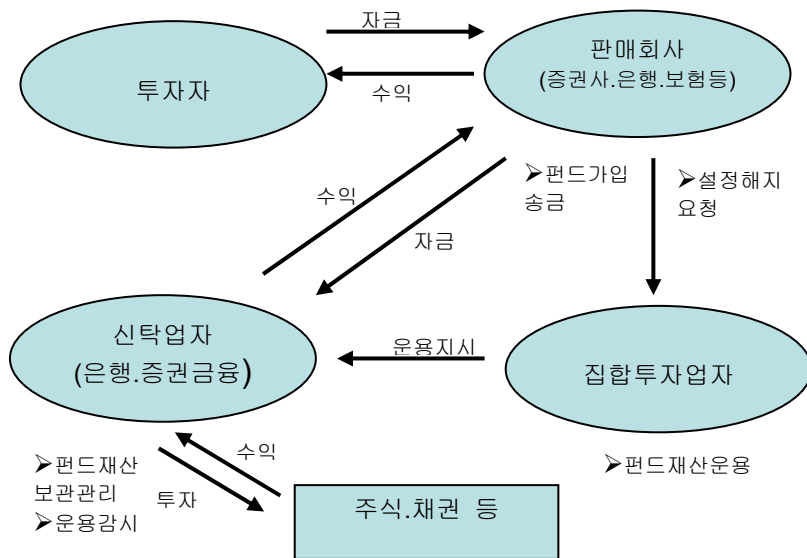 자금
판매회사
(증권사.은행.보험등)
투자자
수익
➢펀드가입
송금
➢설정해지
요청
수익
자금
신탁업자
(은행.증권금융)
운용지시
집합투자업자
➢펀드재산
보관관리
➢운용감시
수익
투자
➢펀드재산운용
주식.채권 등